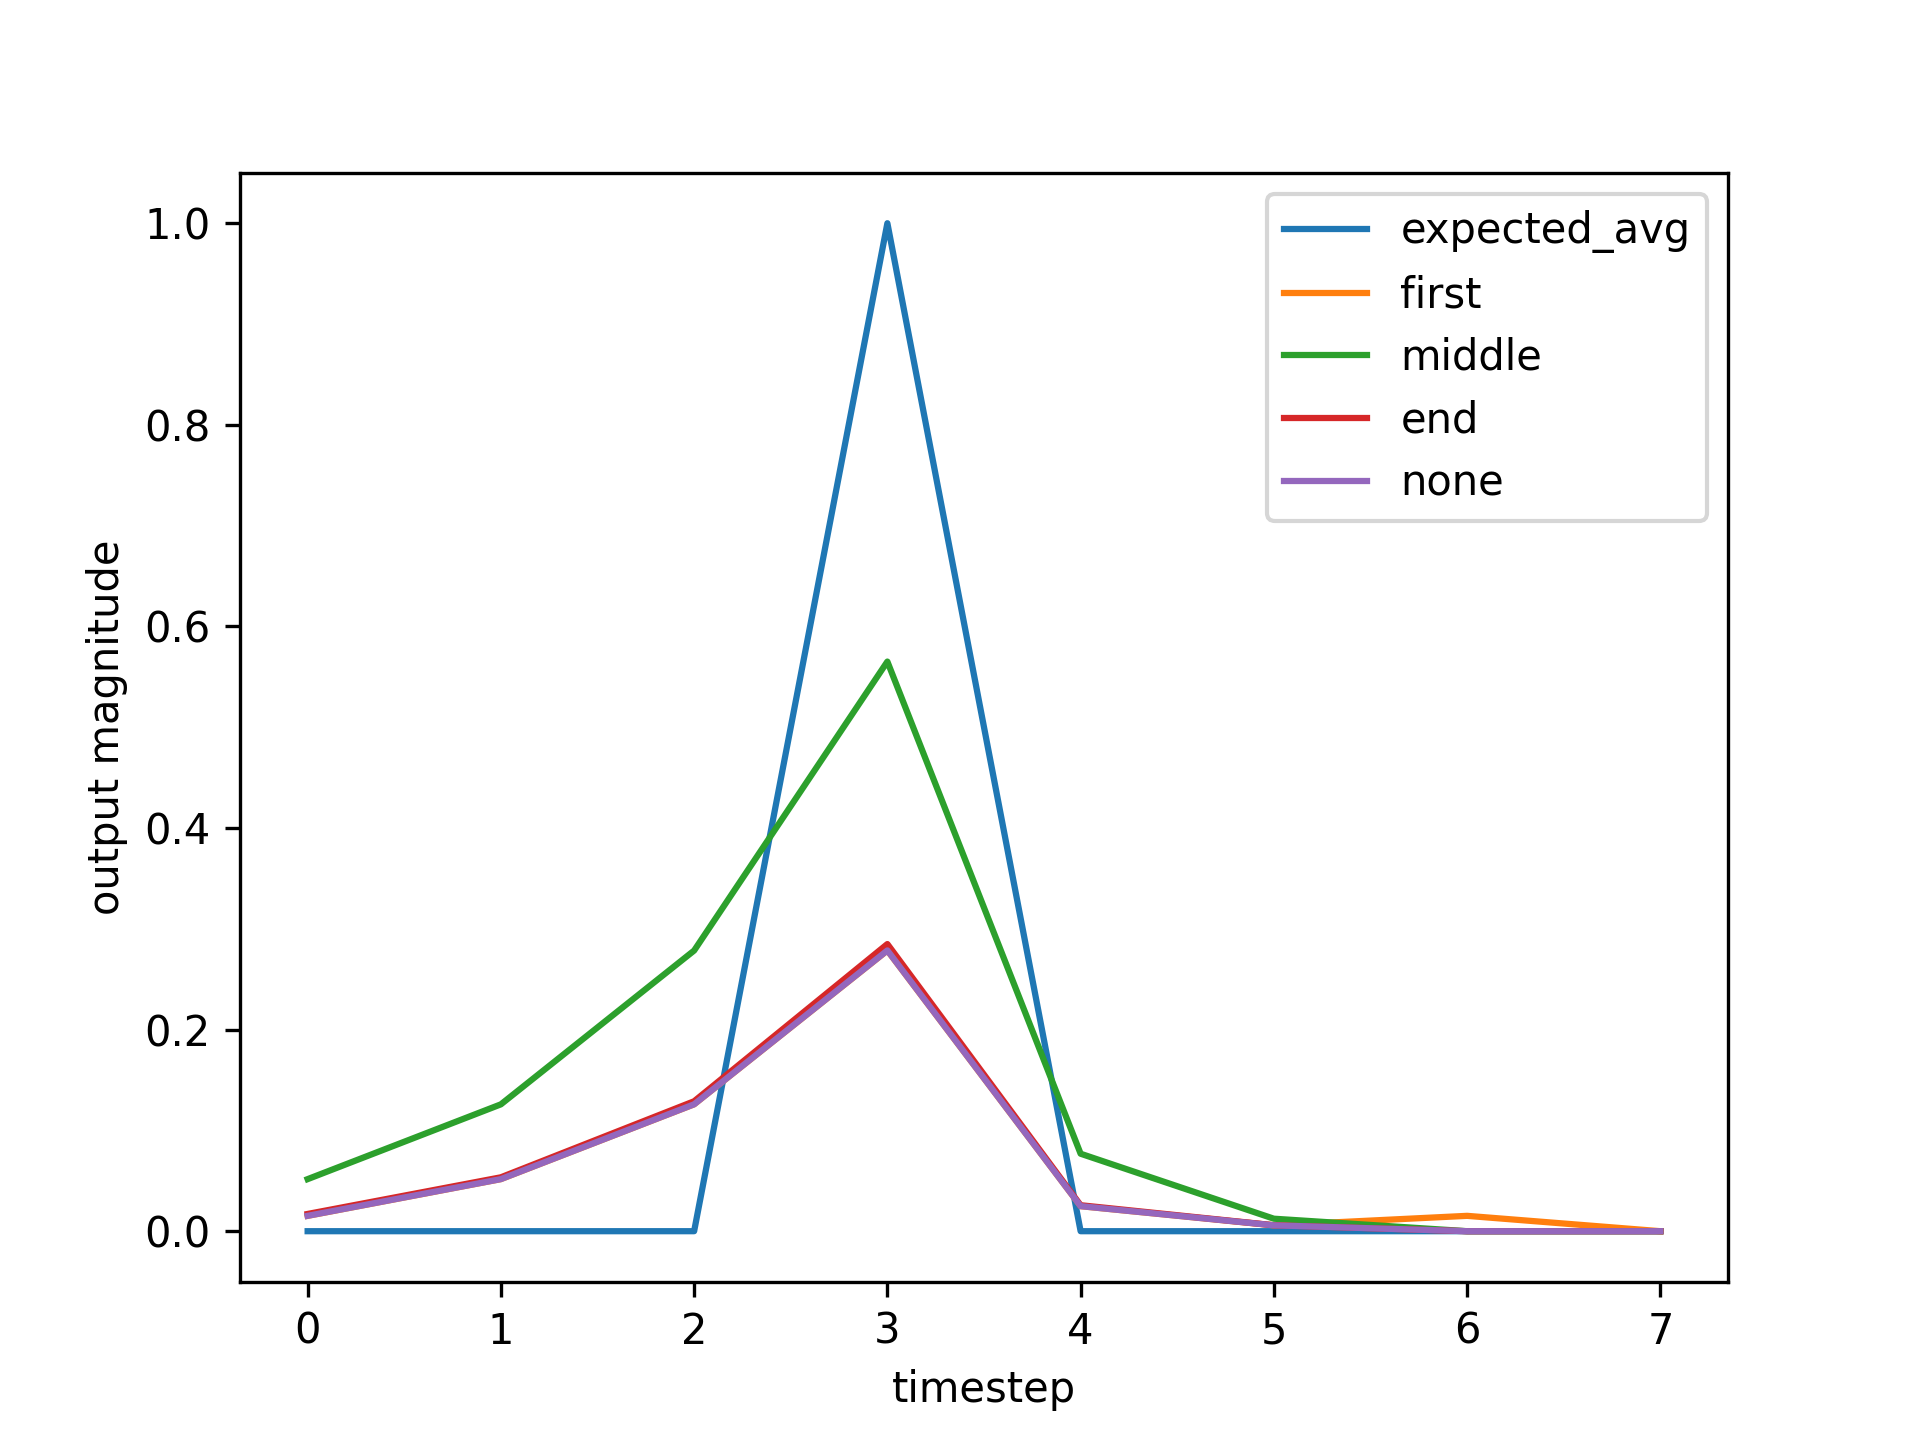 1.0
0.8
0.6
0.4
0.2
0.0
output magnitude
0 1 2 3 4 5 6 7
timestep
expected_avg
first
middle
end
none